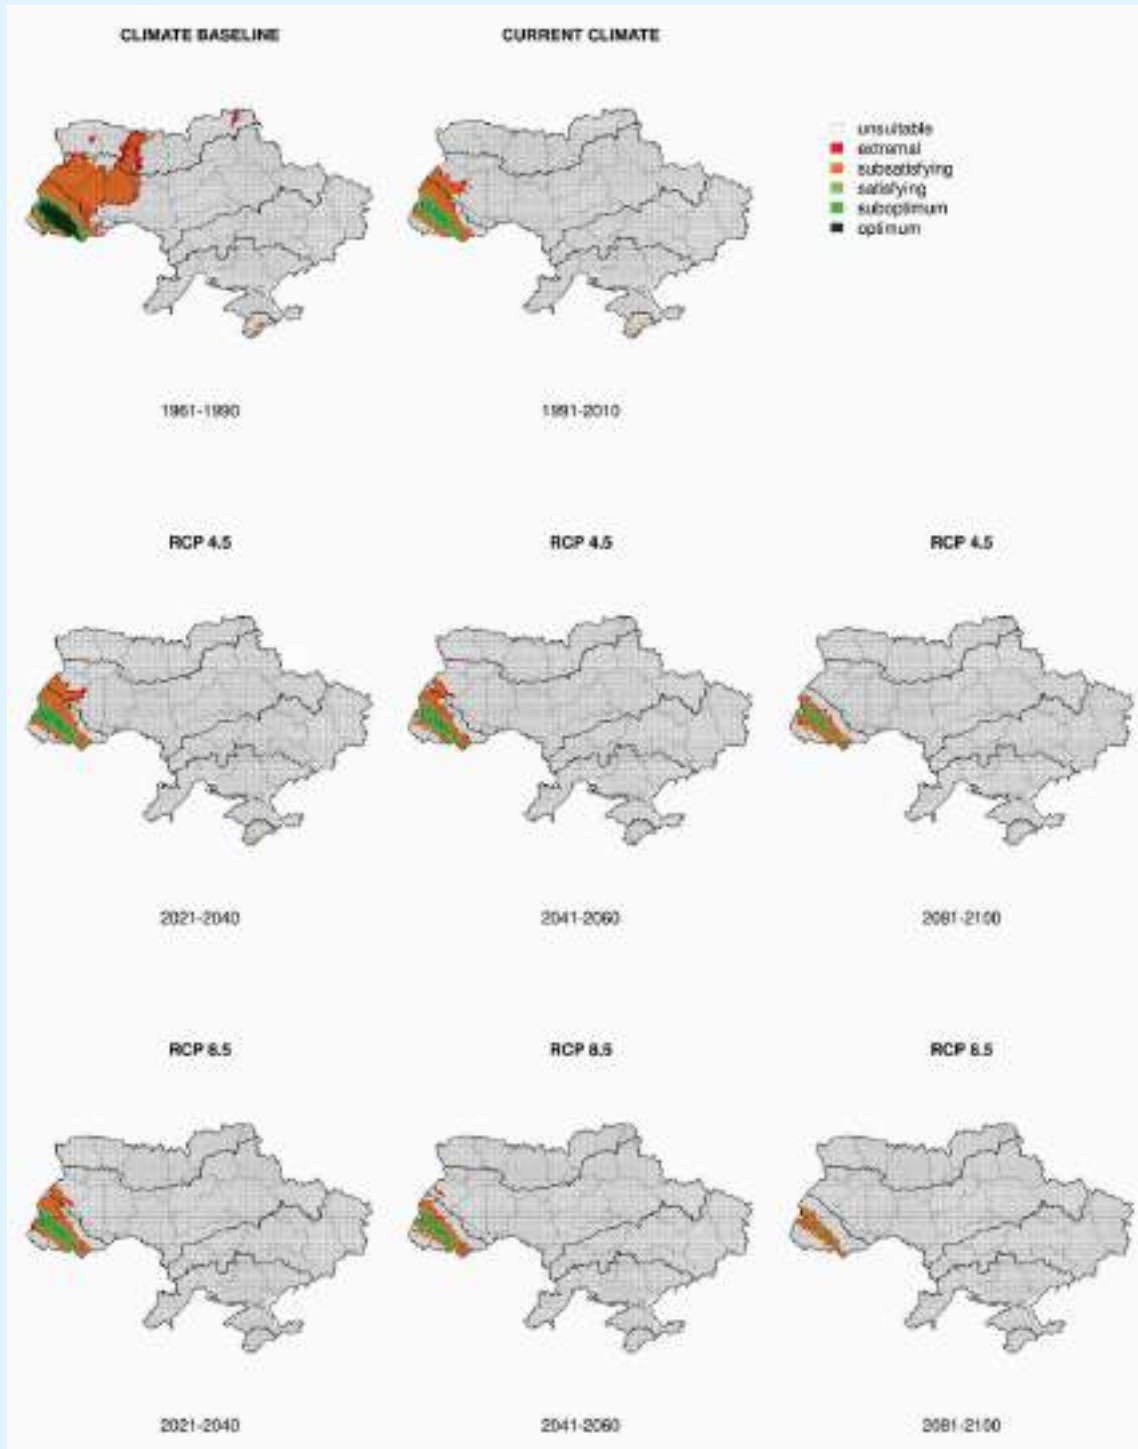 CLIMATE BASELINE
CURRENT CLIMATE
unsuitable
extremal
subsatisfying
satisfying
suboptimum
optimum
1961-1990
1991-2010
RCP 4.5
RCP 4.5
RCP 4.5
2021-2040
2041-2060
2081-2100
RCP 8.5
RCP 8.5
RCP 8.5
2021-2040
2041-2060
2081-2100